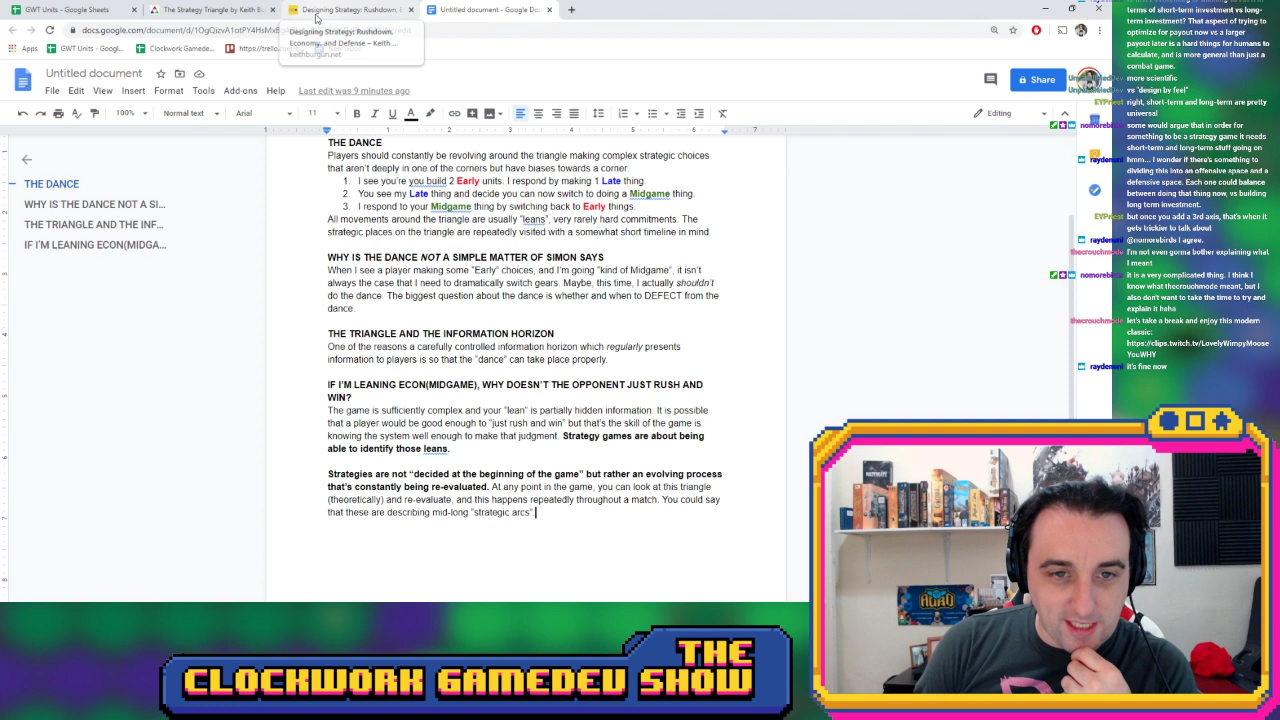 GWT Units - Google Sheets
The Strategy Triangle by Keith B
Designing Strategy: Rushdown, E
Untitled document - Google Doc
docs.google.com/document/d/1OgQjzvA1otPY4HsM
Designing Strategy: Rushdown,
Economy, and Defense – Keith ...
keithburgun.net
Apps
GWT Units - Googl...
Clockwork Gamede...
https://trello.co
Untitled document
File Edit View Insert Format Tools Add-ons Help
Last edit was 9 minutes ago
Share
100%
Normal text
Arial
11
Editing
1 1 2 3 4 5 6 7
THE DANCE
WHY IS THE DANCE NOT A SI...
THE TRIANGLE AND THE INF...
IF I'M LEANING ECON(MIDGA...
THE DANCE
Players should constantly be revolving around the triangle making complex strategic choices
that aren't deeply in one of the corners but have biases towards a corner.
1. I see you're you build 2 Early units. I respond by making 1 Late thing.
2. You see my Late thing and decide you can now switch to doing a Midgame thing.
3. I respond to your Midgame thing by switching back to Early things.
All movements around the triangle are usually "leans", very rarely hard commitments. The
strategic places on the triangle are repeatedly visited with a somewhat short timeline in mind.
WHY IS THE DANCE NOT A SIMPLE MATTER OF SIMON SAYS
When I see a player making some "Early" choices, and I'm going "kind of Midgame", it isn't
always the case that I need to dramatically switch gears. Maybe, this time, I actually shouldn't
do the dance. The biggest question about the dance is whether and when to DEFECT from the
dance.
THE TRIANGLE AND THE INFORMATION HORIZON
One of the reasons a carefully controlled information horizon which regularly presents
information to players is so that the "dance" can take place properly.
IF I'M LEANING ECON(MIDGAME), WHY DOESN'T THE OPPONENT JUST RUSH AND
WIN?
The game is sufficiently complex and your "lean" is partially hidden information. It is possible
that a player would be good enough to "just rush and win" but that's the skill of the game is
knowing the system well enough to make that judgment. Strategy games are about being
able to identify those leans.
Strategies are not "decided at the beginning of the game" but rather an evolving process
that's constantly being re-evaluated. At any point in the game, you can look at this triangle
(theoretically) and re-evaluate, and this happens repeatedly throughout a match. You could say
that these are describing mid-long "strategic arcs".
terms of short-term investment vs long-
term investment? That aspect of trying to
optimize for payout now vs a larger
payout later is a hard things for humans to
calculate, and is more general than just a
combat game.
more scientific
vs "design by feel"
EYPriest right, short-term and long-term are pretty
universal
nomorebirds some would argue that in order for
something to be a strategy game it needs
short-term and long-term stuff going on
raydenuni hmm... I wonder if there's something to
dividing this into an offensive space and a
defensive space. Each one could balance
between doing that thing now, vs building
long term investment.
EYPriest but once you add a 3rd axis, that's when it
gets trickier to talk about
raydenuni @nomorebirds I agree.
thecrouchmode I'm not even gonna bother explaining what
I meant
nomorebirds it is a very complicated thing. I think I
know what thecrouchmode meant, but I
also don't want to take the time to try and
explain it haha
thecrouchmode let's take a break and enjoy this modern
classic:
https://clips.twitch.tv/LovelyWimpyMoose
YouWHY
raydenuni it's fine now
AURO
THE
CLOCKWORK GAMEDEV SHOW